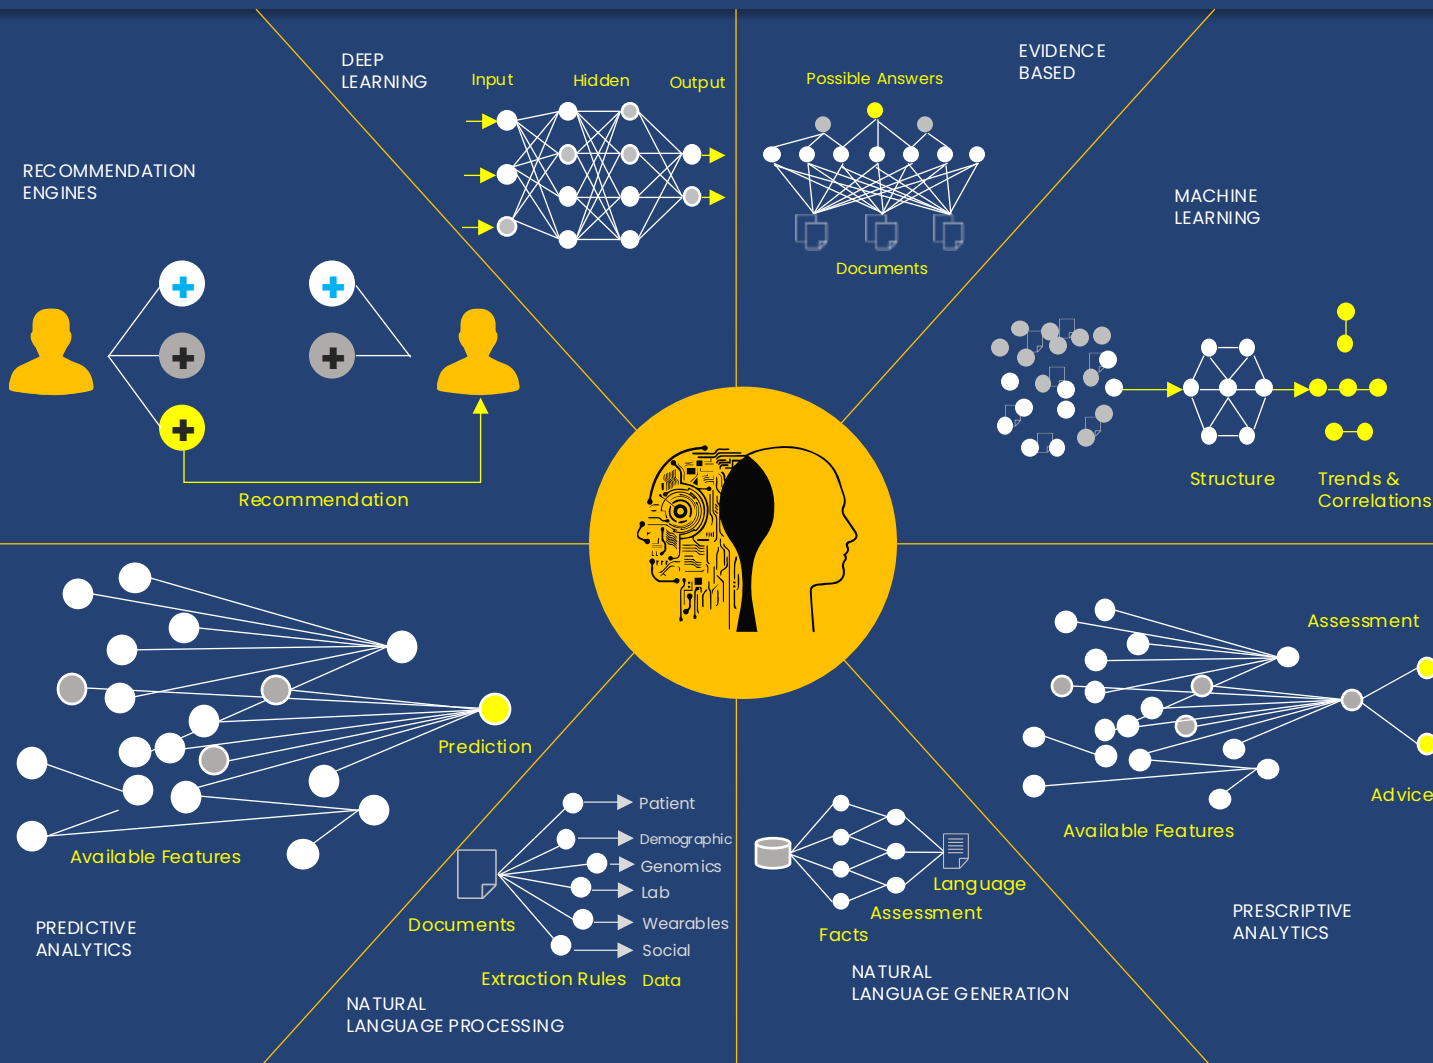 DEEP
LEARNING
Input
Hidden
Output
EVIDENCE
BASED
Possible Answers
Documents
RECOMMENDATION
ENGINES
Recommendation
MACHINE
LEARNING
Structure
Trends &
Correlations
Prediction
Available Features
PREDICTIVE
ANALYTICS
Patient
Demographic
Genomics
Lab
Wearables
Social
Documents
Extraction Rules
Data
NATURAL
LANGUAGE PROCESSING
Language
Assessment
Facts
NATURAL
LANGUAGE GENERATION
Assessment
Advice
Available Features
PRESCRIPTIVE
ANALYTICS